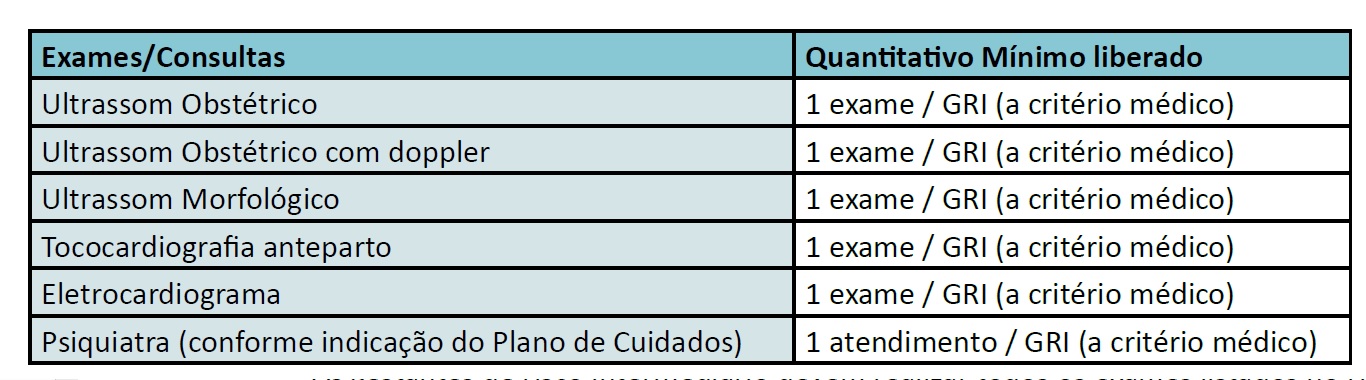 Exames/Consultas Quantitativo Mínimo liberado
Ultrassom Obstétrico 1 exame / GRI (a critério médico)
Ultrassom Obstétrico com doppler 1 exame / GRI (a critério médico)
Ultrassom Morfológico 1 exame / GRI (a critério médico)
Tococardiografia anteparto 1 exame / GRI (a critério médico)
Eletrocardiograma 1 exame / GRI (a critério médico)
Psiquiatra (conforme indicação do Plano de Cuidados) 1 atendimento / GRI (a critério médico)